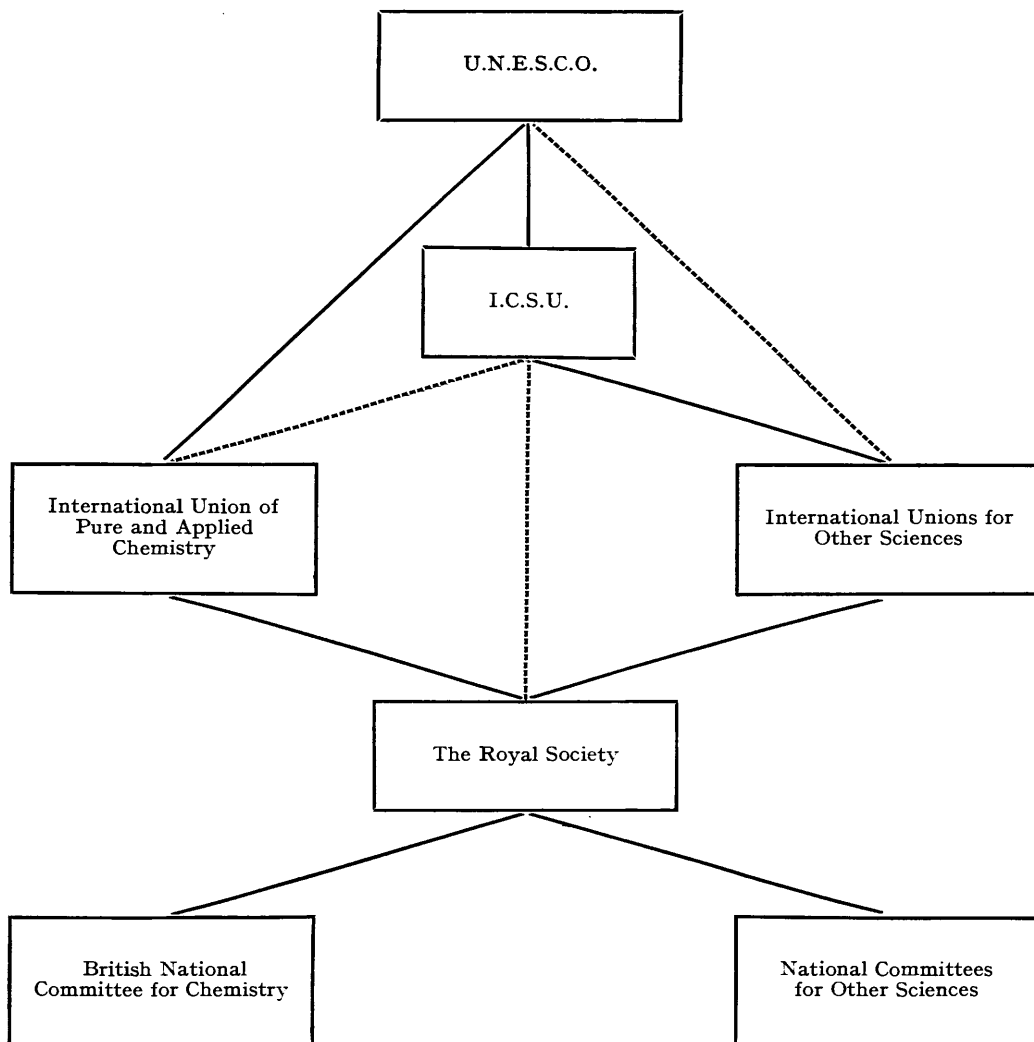 U.N.E.S.C.O.
I.C.S.U.
International Union of
Pure and Applied
Chemistry
International Unions for
Other Sciences
The Royal Society
British National
Committee for Chemistry
National Committees
for Other Sciences